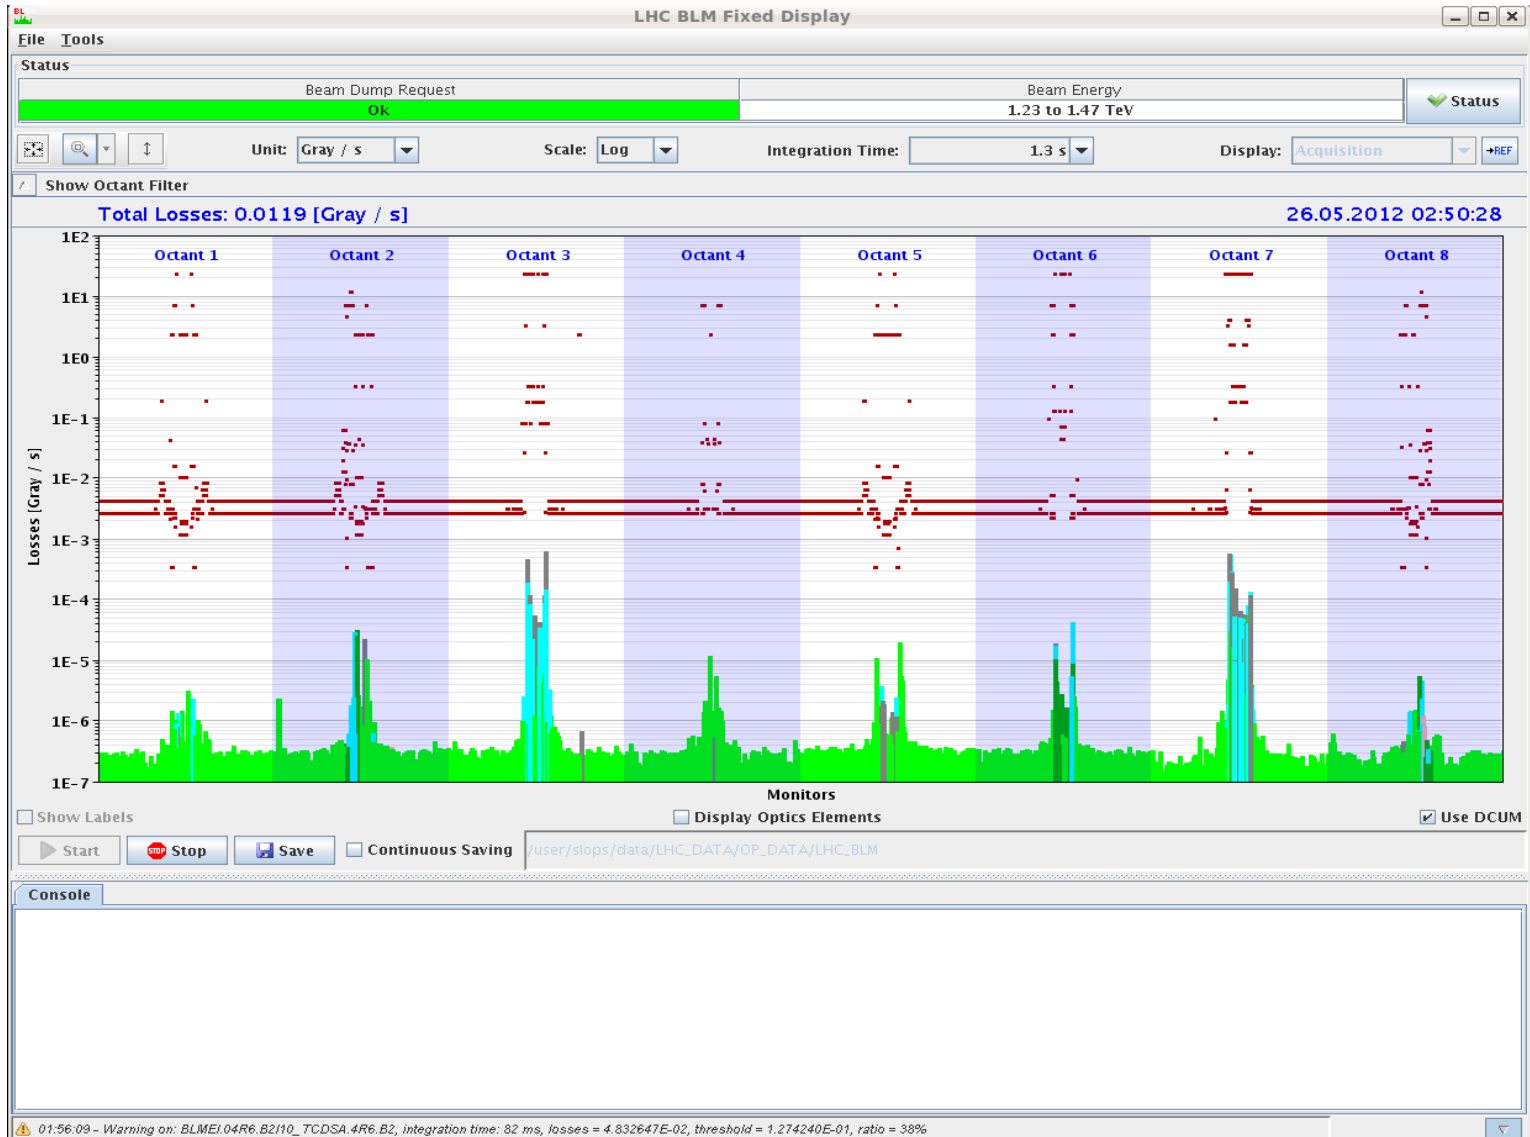 BL
LHC BLM Fixed Display
File Tools
Status
Beam Dump Request Beam Energy
Ok 1.23 to 1.47 TeV
Status
Unit: Gray / s Scale: Log Integration Time: 1.3 s Display: Acquisition REF
Show Octant Filter
Total Losses: 0.0119 [Gray / s] 26.05.2012 02:50:28
Octant 1 Octant 2 Octant 3 Octant 4 Octant 5 Octant 6 Octant 7 Octant 8
1E2
1E1
1E0
1E-1
1E-2
1E-3
1E-4
1E-5
1E-6
1E-7
Losses [Gray / s]
Monitors
Show Labels Display Optics Elements Use DCUM
Start STOP Stop Save Continuous Saving /user/slops/data/LHC_DATA/OP_DATA/LHC_BLM
Console
01:56:09 - Warning on: BLMEI.04R6.B2I10_TCDSA.4R6.B2, integration time: 82 ms, losses = 4.832647E-02, threshold = 1.274240E-01, ratio = 38%